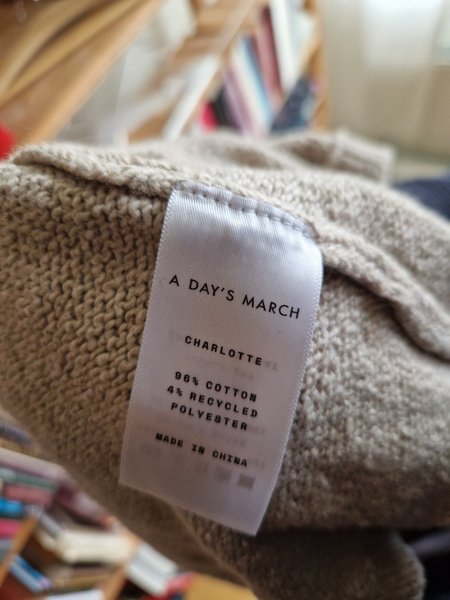 A DAY'S MARCH
CHARLOTTE
96% COTTON
4% RECYCLED
POLYESTER
MADE IN CHINA